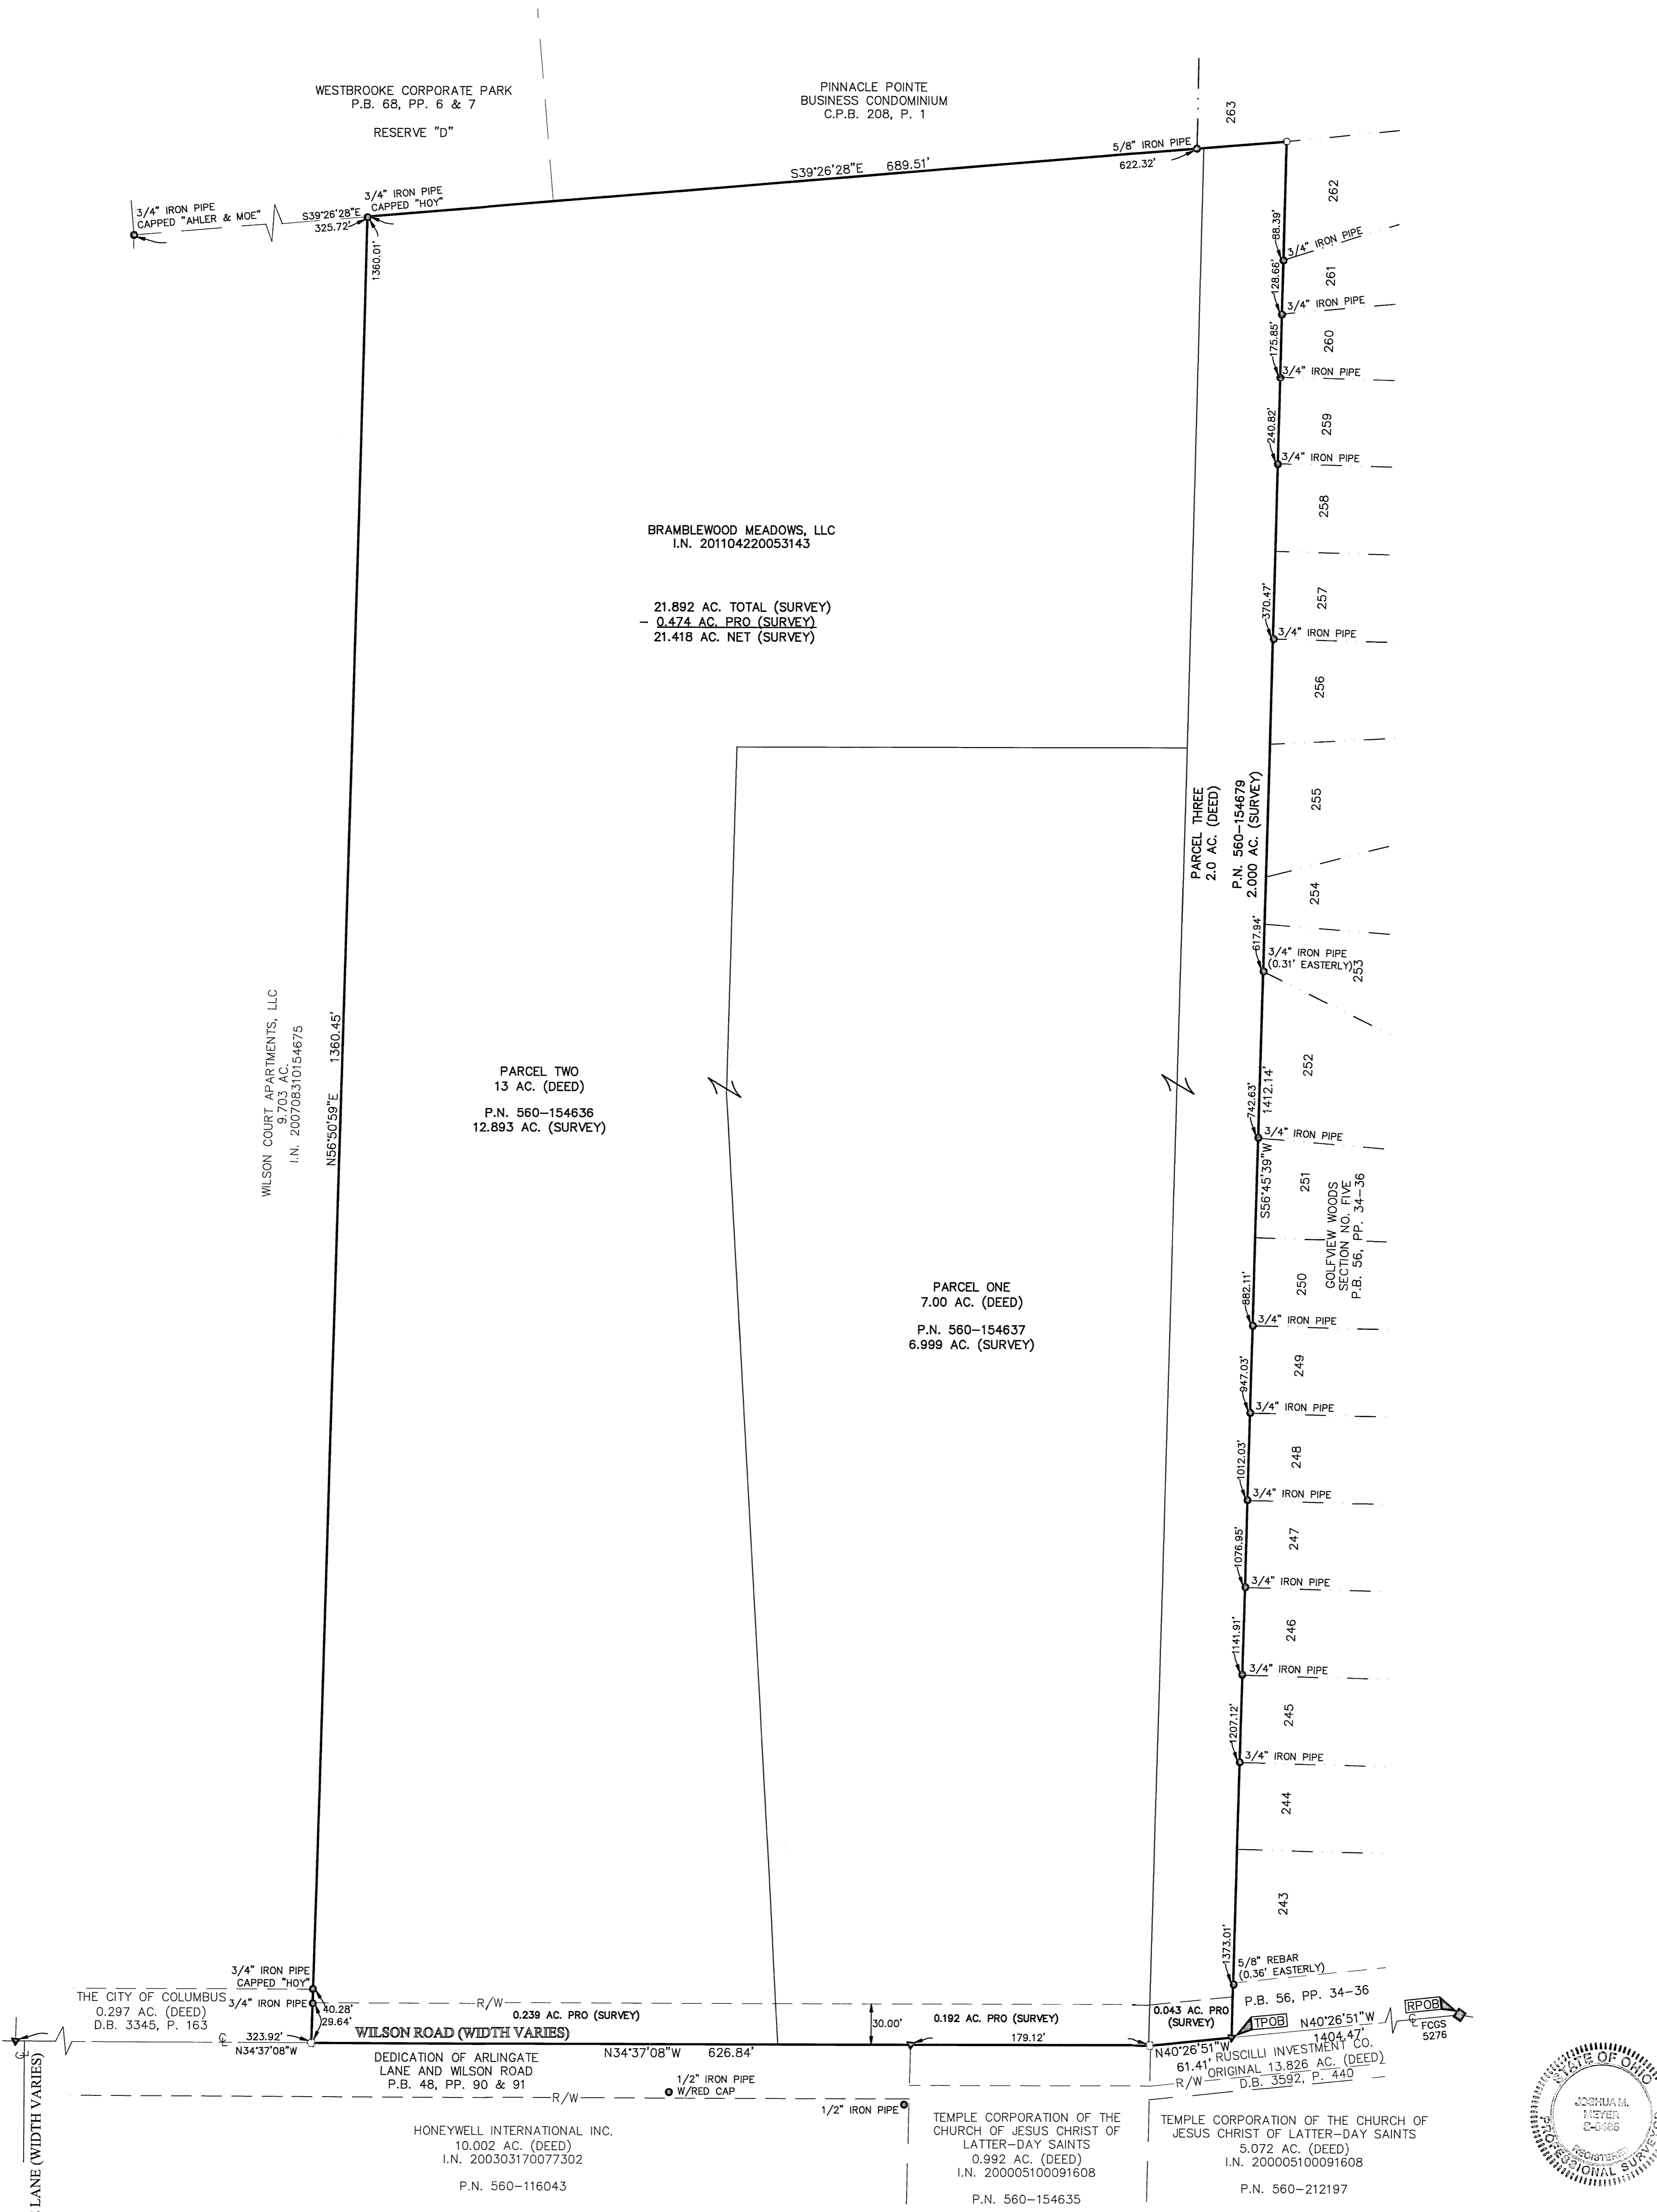 WESTBROOKE CORPORATE PARK
P.B. 68, PP. 6 & 7
RESERVE "D"
PINNACLE POINTE
BUSINESS CONDOMINIUM
C.P.B. 208, P. 1
263
5/8" IRON PIPE
622.32'
S39°26'28"E 689.51'
3/4" IRON PIPE
CAPPED "HOY"
3/4" IRON PIPE
CAPPED "AHLER & MOE"
S39°26'28"E
325.72'
1360.01'
262
88.39'
3/4" IRON PIPE
261
128.66'
3/4" IRON PIPE
260
175.85'
3/4" IRON PIPE
259
240.82'
3/4" IRON PIPE
258
BRAMBLEWOOD MEADOWS, LLC
I.N. 201104220053143
21.892 AC. TOTAL (SURVEY)
- 0.474 AC. PRO (SURVEY)
21.418 AC. NET (SURVEY)
257
370.47'
3/4" IRON PIPE
256
255
PARCEL THREE
2.0 AC. (DEED)
P.N. 560-154679
2.000 AC. (SURVEY)
254
617.94'
3/4" IRON PIPE
(0.31' EASTERLY)
253
WILSON COURT APARTMENTS, LLC
9.703 AC.
I.N. 200708310154675
N56°50'59"E 1360.45'
PARCEL TWO
13 AC. (DEED)
P.N. 560-154636
12.893 AC. (SURVEY)
252
742.63'
S56°45'39"W 1412.14'
3/4" IRON PIPE
251
GOLFVIEW WOODS
SECTION NO. FIVE
P.B. 56, PP. 34-36
250
PARCEL ONE
7.00 AC. (DEED)
P.N. 560-154637
6.999 AC. (SURVEY)
882.11'
3/4" IRON PIPE
249
947.03'
3/4" IRON PIPE
248
1012.03'
3/4" IRON PIPE
247
1076.95'
3/4" IRON PIPE
246
1141.91'
3/4" IRON PIPE
245
1207.12'
3/4" IRON PIPE
244
243
1373.01'
5/8" REBAR
(0.36' EASTERLY)
P.B. 56, PP. 34-36
3/4" IRON PIPE
CAPPED "HOY"
THE CITY OF COLUMBUS
0.297 AC. (DEED)
D.B. 3345, P. 163
3/4" IRON PIPE
40.28'
29.64'
R/W
0.239 AC. PRO (SURVEY)
30.00'
0.192 AC. PRO (SURVEY)
0.043 AC. PRO
(SURVEY)
TPOB
N40°26'51"W
1404.47'
RPOB
FCGS
5276
℄
℄
℄
323.92'
N34°37'08"W
WILSON ROAD (WIDTH VARIES)
N34°37'08"W 626.84'
179.12'
N40°26'51"W
61.41'
RUSCILLI INVESTMENT CO.
ORIGINAL 13.826 AC. (DEED)
D.B. 3592, P. 440
R/W
DEDICATION OF ARLINGATE
LANE AND WILSON ROAD
P.B. 48, PP. 90 & 91
R/W
1/2" IRON PIPE
W/RED CAP
1/2" IRON PIPE
HONEYWELL INTERNATIONAL INC.
10.002 AC. (DEED)
I.N. 200303170077302
P.N. 560-116043
TEMPLE CORPORATION OF THE
CHURCH OF JESUS CHRIST OF
LATTER-DAY SAINTS
0.992 AC. (DEED)
I.N. 200005100091608
P.N. 560-154635
TEMPLE CORPORATION OF THE CHURCH OF
JESUS CHRIST OF LATTER-DAY SAINTS
5.072 AC. (DEED)
I.N. 200005100091608
P.N. 560-212197
LANE (WIDTH VARIES)
STATE OF OHIO
JOSHUA M.
MEYER
REGISTERED
PROFESSIONAL SURVEYOR